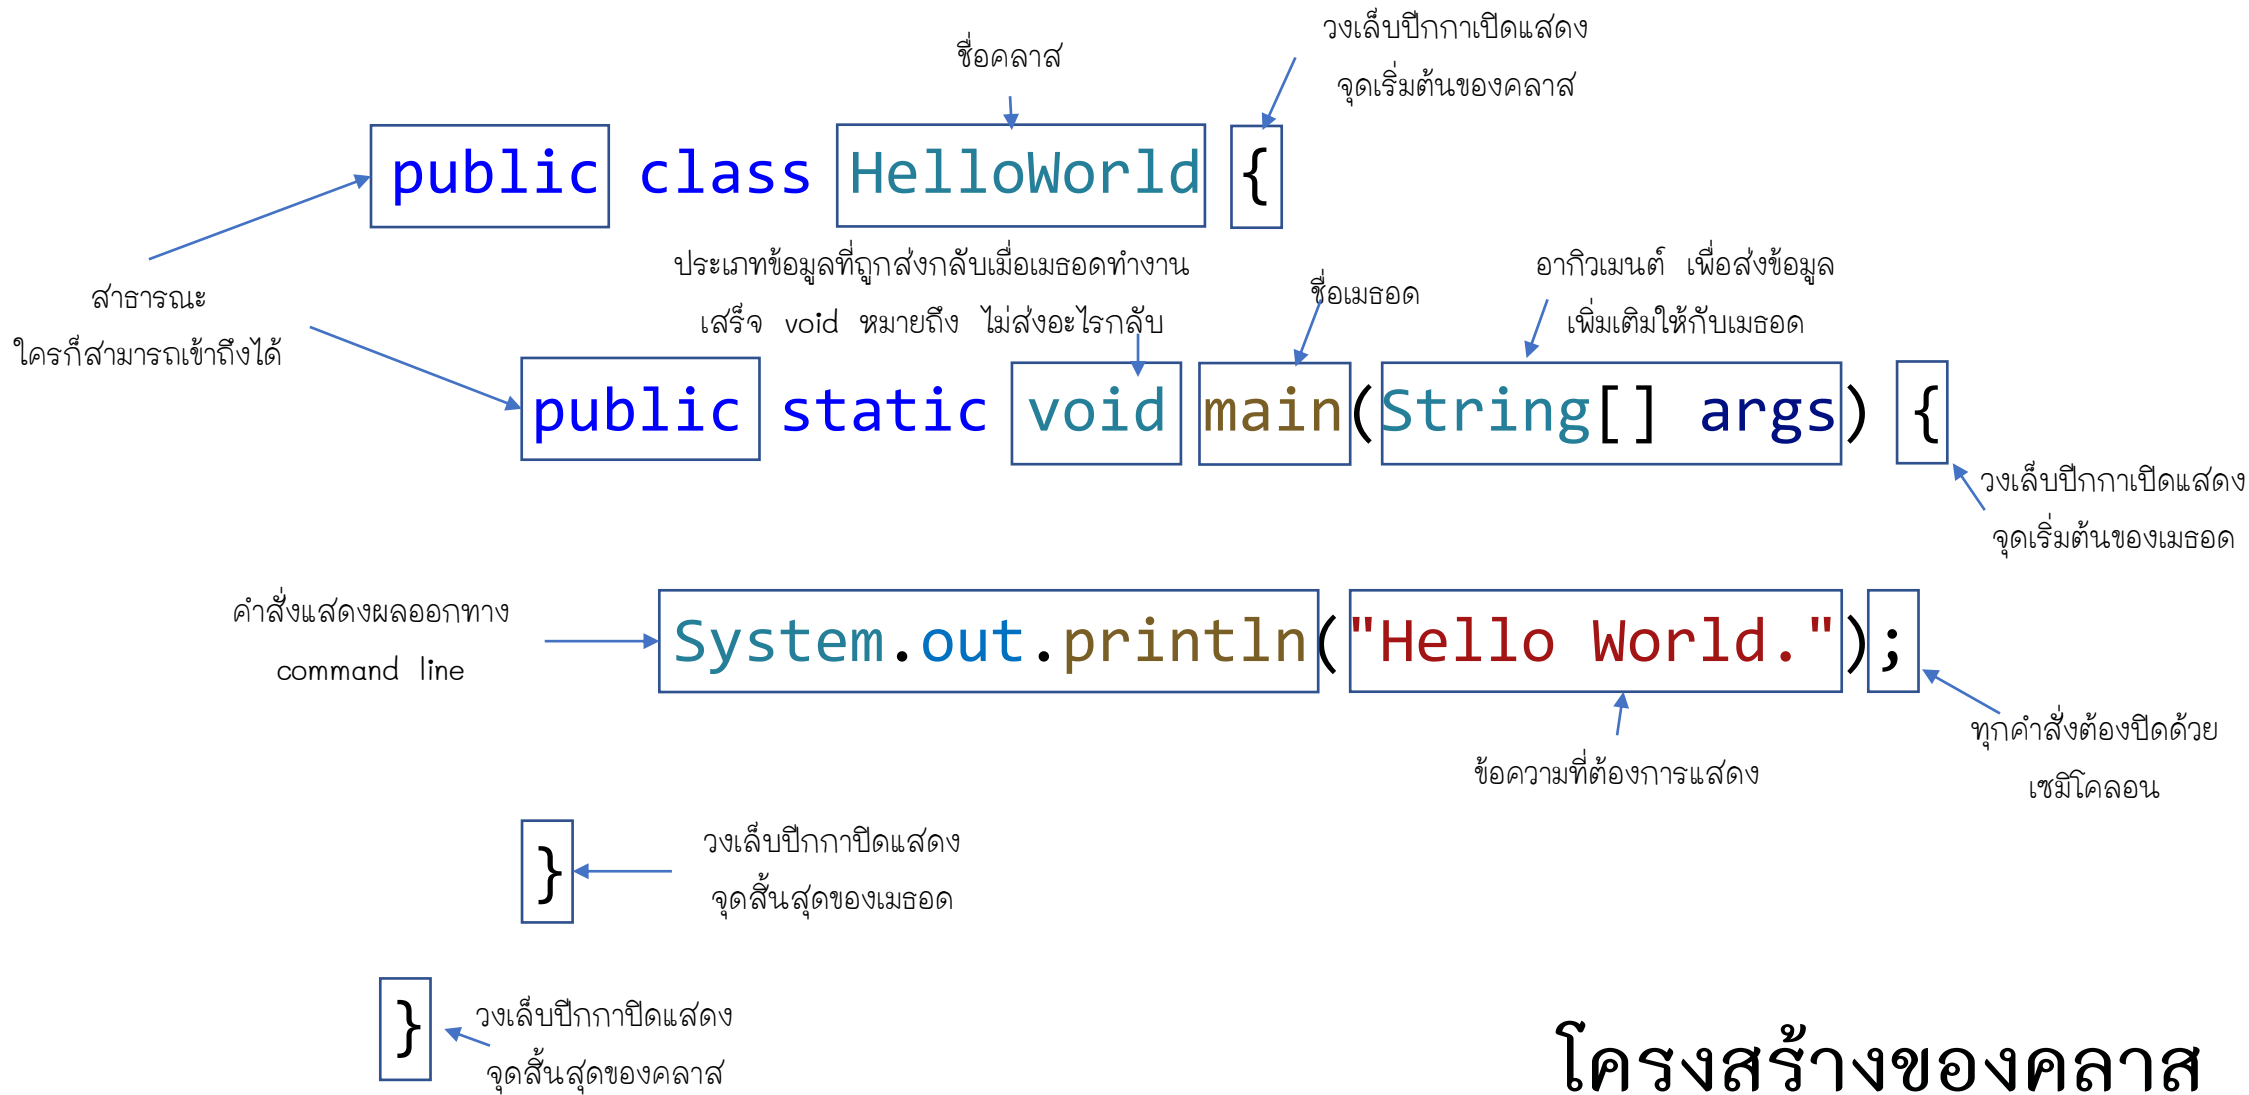 วงเล็บปีกกาเปิดแสดง
จุดเริ่มต้นของคลาส
ชื่อคลาส
public class HelloWorld {
สาธารณะ
ใครก็สามารถเข้าถึงได้
ประเภทข้อมูลที่ถูกส่งกลับเมื่อเมธอดทำงาน
เสร็จ void หมายถึง ไม่ส่งอะไรกลับ
ชื่อเมธอด
อากิวเมนต์ เพื่อส่งข้อมูล
เพิ่มเติมให้กับเมธอด
public static void main(String[] args) {
วงเล็บปีกกาเปิดแสดง
จุดเริ่มต้นของเมธอด
คำสั่งแสดงผลออกทาง
command line
System.out.println("Hello World.");
ข้อความที่ต้องการแสดง
ทุกคำสั่งต้องปิดด้วย
เซมิโคลอน
}
วงเล็บปีกกาปิดแสดง
จุดสิ้นสุดของเมธอด
}
วงเล็บปีกกาปิดแสดง
จุดสิ้นสุดของคลาส
โครงสร้างของคลาส